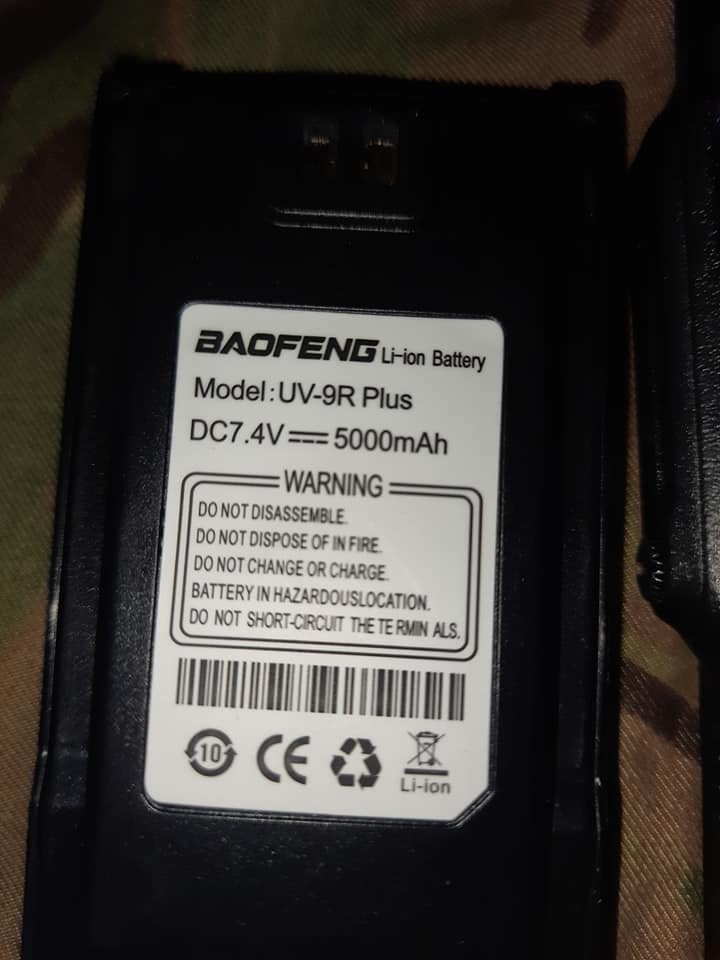 BAOFENG Li-ion Battery
Model:UV-9R Plus
DC7.4V⎓5000mAh
WARNING
DO NOT DISASSEMBLE.
DO NOT DISPOSE OF IN FIRE.
DO NOT CHANGE OR CHARGE.
BATTERY IN HAZARDOUSLOCATION.
DO NOT SHORT-CIRCUIT THE TE RMIN ALS.
10 CE Li-ion